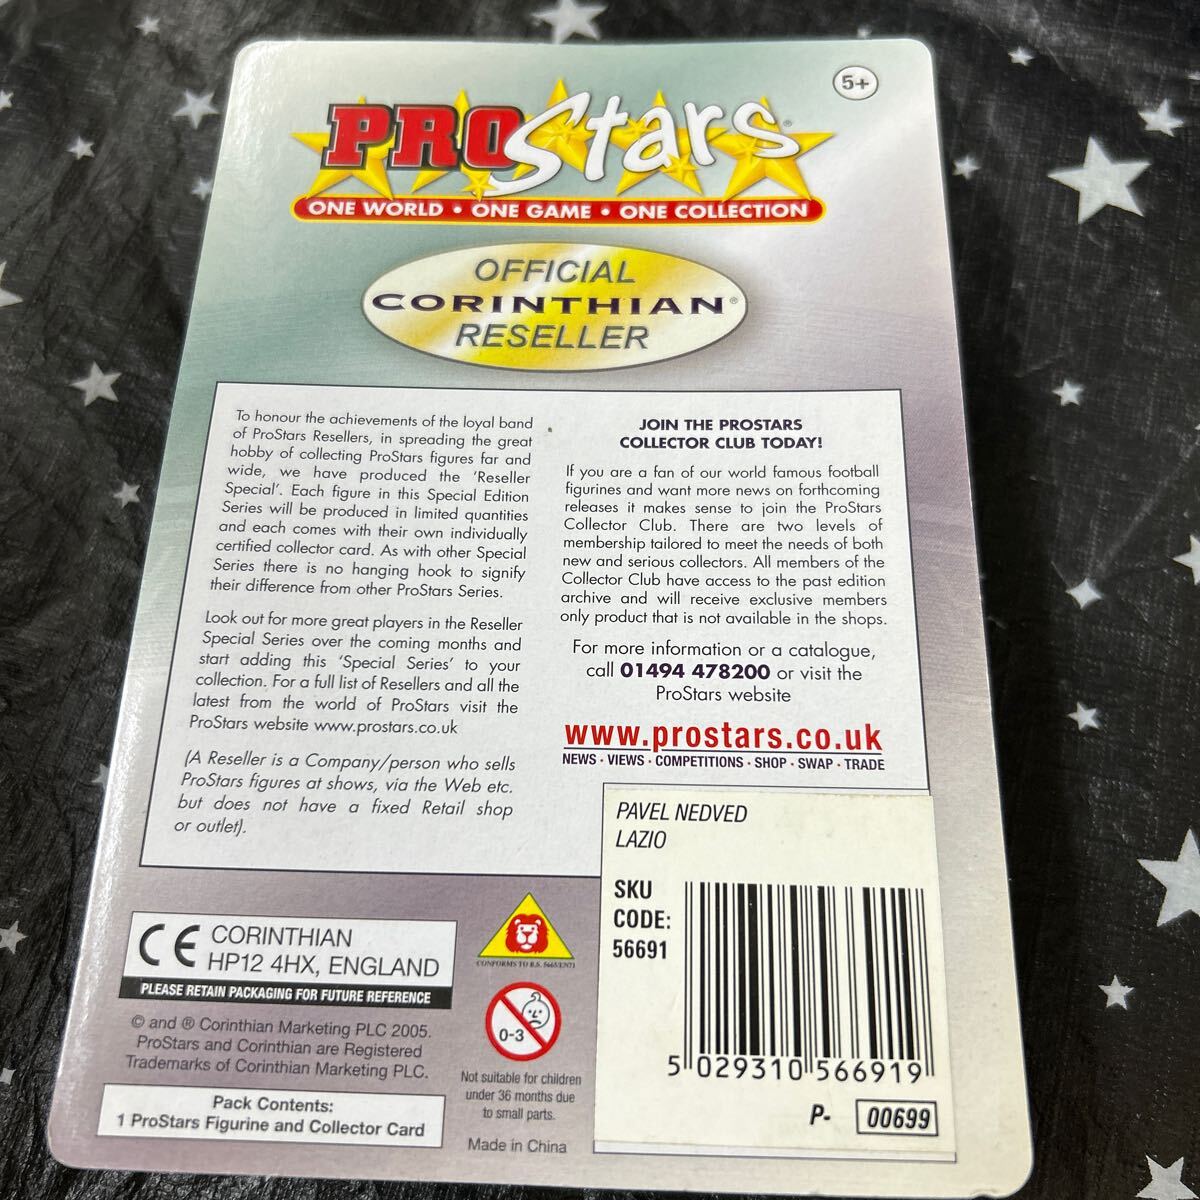 5+
PROStars®
ONE WORLD • ONE GAME • ONE COLLECTION
OFFICIAL
CORINTHIAN®
RESELLER
To honour the achievements of the loyal band
of ProStars Resellers, in spreading the great
hobby of collecting ProStars figures far and
wide, we have produced the 'Reseller
Special'. Each figure in this Special Edition
Series will be produced in limited quantities
and each comes with their own individually
certified collector card. As with other Special
Series there is no hanging hook to signify
their difference from other ProStars Series.
Look out for more great players in the Reseller
Special Series over the coming months and
start adding this 'Special Series' to your
collection. For a full list of Resellers and all the
latest from the world of ProStars visit the
ProStars website www.prostars.co.uk
(A Reseller is a Company/person who sells
ProStars figures at shows, via the Web etc.
but does not have a fixed Retail shop
or outlet).
JOIN THE PROSTARS
COLLECTOR CLUB TODAY!
If you are a fan of our world famous football
figurines and want more news on forthcoming
releases it makes sense to join the ProStars
Collector Club. There are two levels of
membership tailored to meet the needs of both
new and serious collectors. All members of the
Collector Club have access to the past edition
archive and will receive exclusive members
only product that is not available in the shops.
For more information or a catalogue,
call 01494 478200 or visit the
ProStars website
www.prostars.co.uk
NEWS • VIEWS • COMPETITIONS • SHOP • SWAP • TRADE
PAVEL NEDVED
LAZIO
SKU
CODE:
56691
5 029310 566919
P- 00699
CE CORINTHIAN
HP12 4HX, ENGLAND
PLEASE RETAIN PACKAGING FOR FUTURE REFERENCE
© and ® Corinthian Marketing PLC 2005.
ProStars and Corinthian are Registered
Trademarks of Corinthian Marketing PLC.
Pack Contents:
1 ProStars Figurine and Collector Card
CONFORMS TO B.S. 5665/EN71
0-3
Not suitable for children
under 36 months due
to small parts.
Made in China